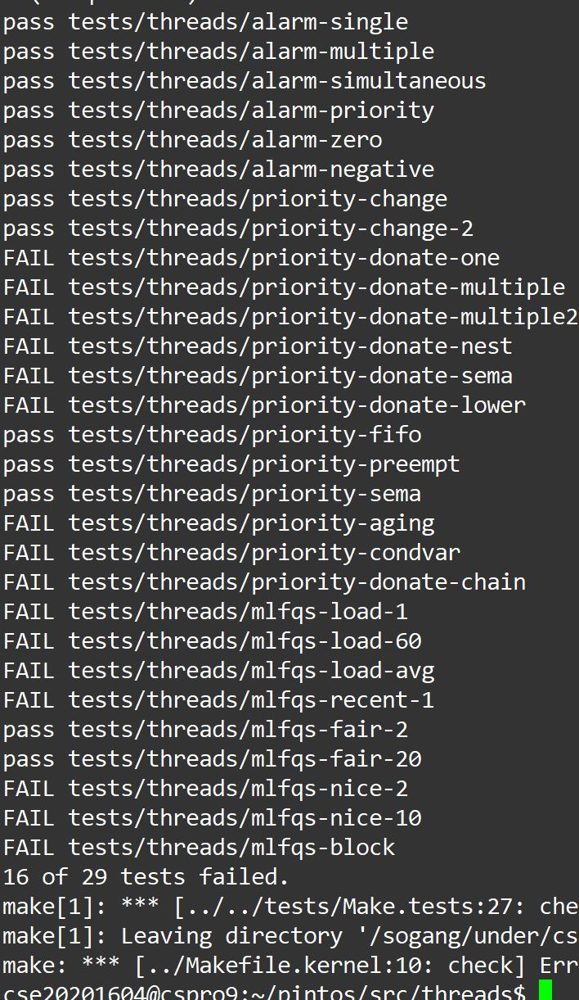 pass tests/threads/alarm-single
pass tests/threads/alarm-multiple
pass tests/threads/alarm-simultaneous
pass tests/threads/alarm-priority
pass tests/threads/alarm-zero
pass tests/threads/alarm-negative
pass tests/threads/priority-change
pass tests/threads/priority-change-2
FAIL tests/threads/priority-donate-one
FAIL tests/threads/priority-donate-multiple
FAIL tests/threads/priority-donate-multiple2
FAIL tests/threads/priority-donate-nest
FAIL tests/threads/priority-donate-sema
FAIL tests/threads/priority-donate-lower
pass tests/threads/priority-fifo
pass tests/threads/priority-preempt
pass tests/threads/priority-sema
FAIL tests/threads/priority-aging
FAIL tests/threads/priority-condvar
FAIL tests/threads/priority-donate-chain
FAIL tests/threads/mlfqs-load-1
FAIL tests/threads/mlfqs-load-60
FAIL tests/threads/mlfqs-load-avg
FAIL tests/threads/mlfqs-recent-1
pass tests/threads/mlfqs-fair-2
pass tests/threads/mlfqs-fair-20
FAIL tests/threads/mlfqs-nice-2
FAIL tests/threads/mlfqs-nice-10
FAIL tests/threads/mlfqs-block
16 of 29 tests failed.
make[1]: *** [../../tests/Make.tests:27: che
make[1]: Leaving directory '/sogang/under/cs
make: *** [../Makefile.kernel:10: check] Err
cse20201604@cspro9:~/pintos/src/threads$